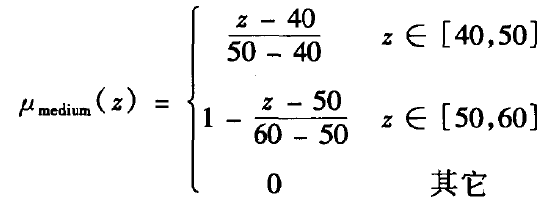 μ_medium(z) = { (z − 40)/(50 − 40)    z ∈ [40,50]
1 − (z − 50)/(60 − 50)    z ∈ [50,60]
0    其它